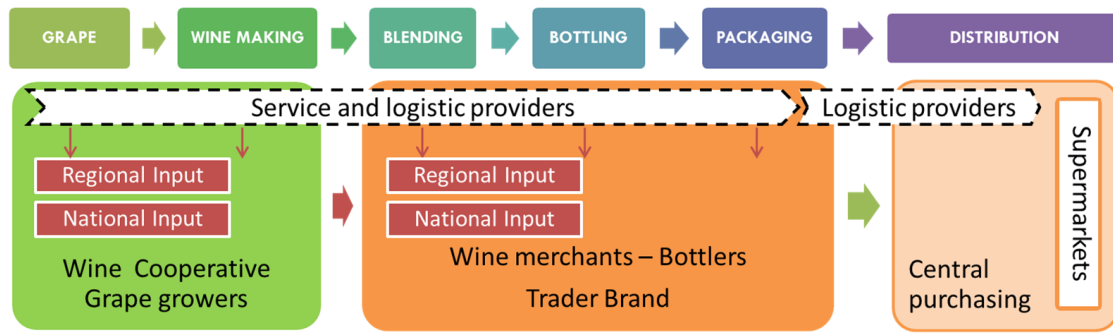 GRAPE
WINE MAKING
BLENDING
BOTTLING
PACKAGING
DISTRIBUTION
Service and logistic providers
Logistic providers
Regional Input
National Input
Wine Cooperative
Grape growers
Regional Input
National Input
Wine merchants – Bottlers
Trader Brand
Central
purchasing
Supermarkets